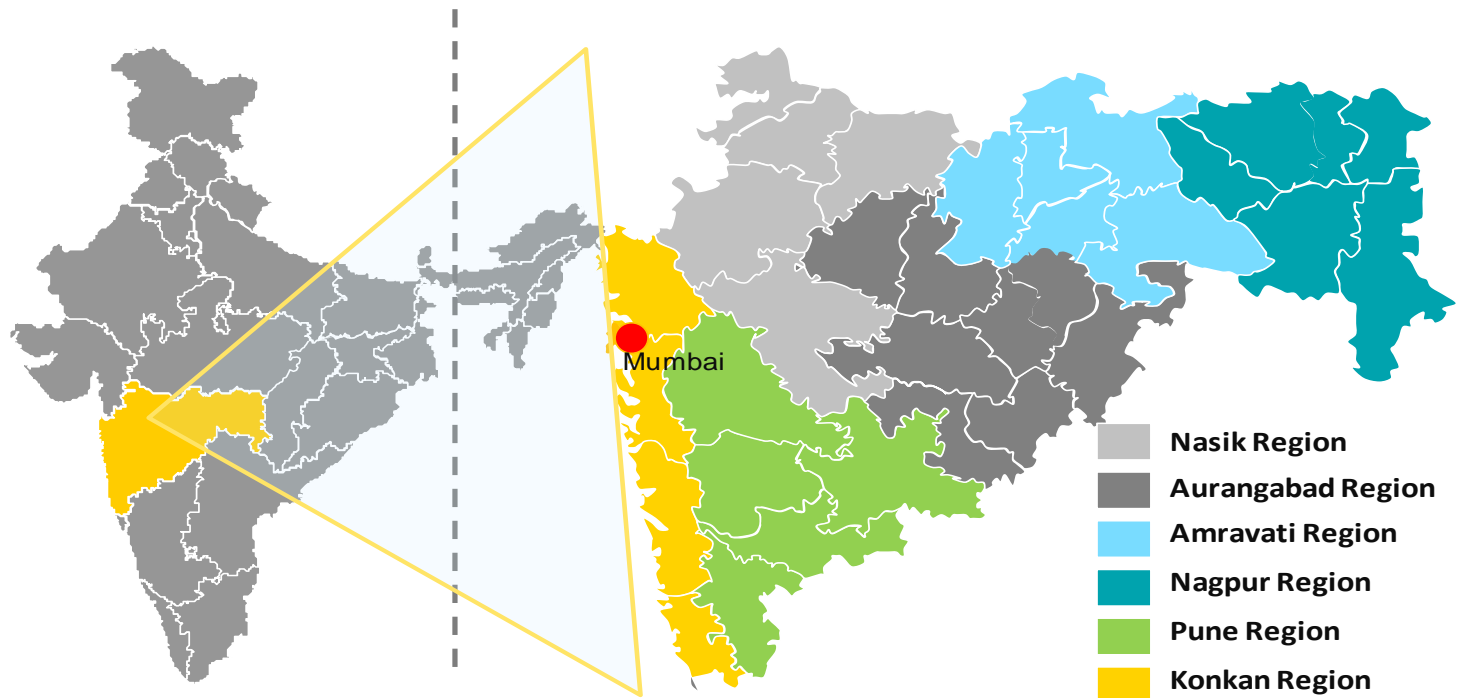 Mumbai
Nasik Region
Aurangabad Region
Amravati Region
Nagpur Region
Pune Region
Konkan Region